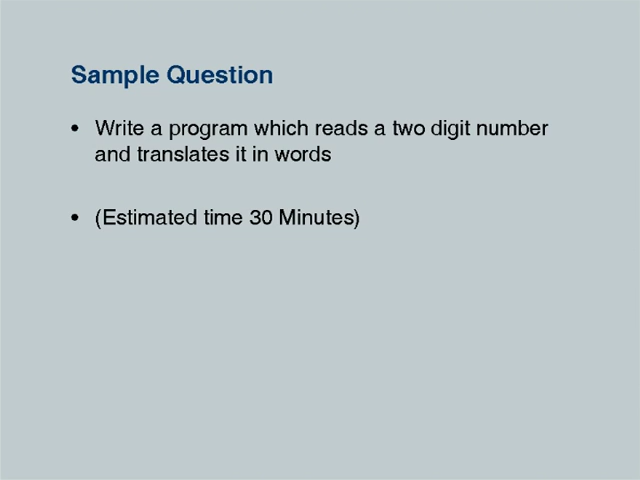 Sample Question
• Write a program which reads a two digit number
and translates it in words
• (Estimated time 30 Minutes)